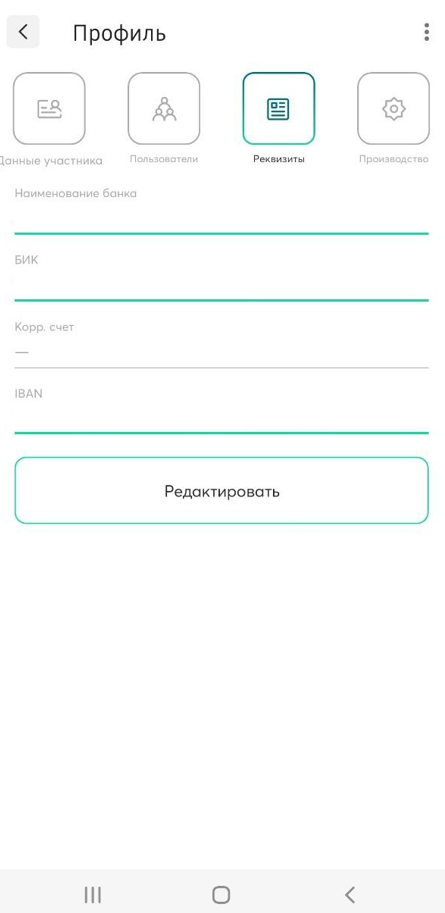 Профиль
Данные участника
Пользователи
Реквизиты
Производство
Наименование банка
БИК
Корр. счет
—
IBAN
Редактировать